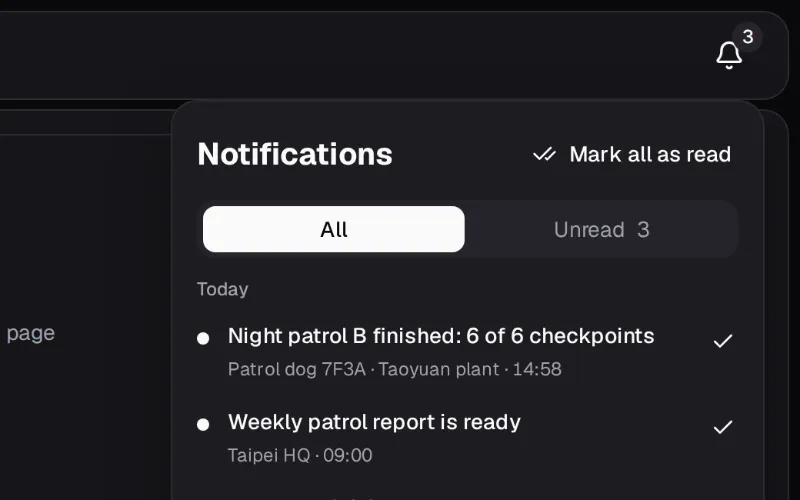 3
Notifications
Mark all as read
All
Unread 3
Today
page
Night patrol B finished: 6 of 6 checkpoints
Patrol dog 7F3A · Taoyuan plant · 14:58
Weekly patrol report is ready
Taipei HQ · 09:00